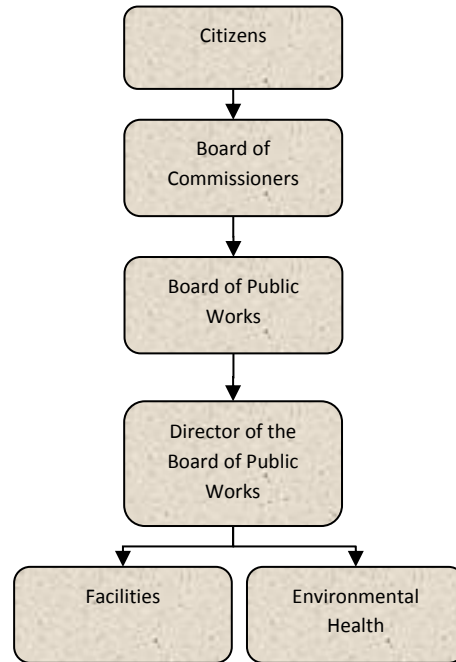 Citizens
Board of
Commissioners
Board of Public
Works
Director of the
Board of Public
Works
Facilities
Environmental
Health